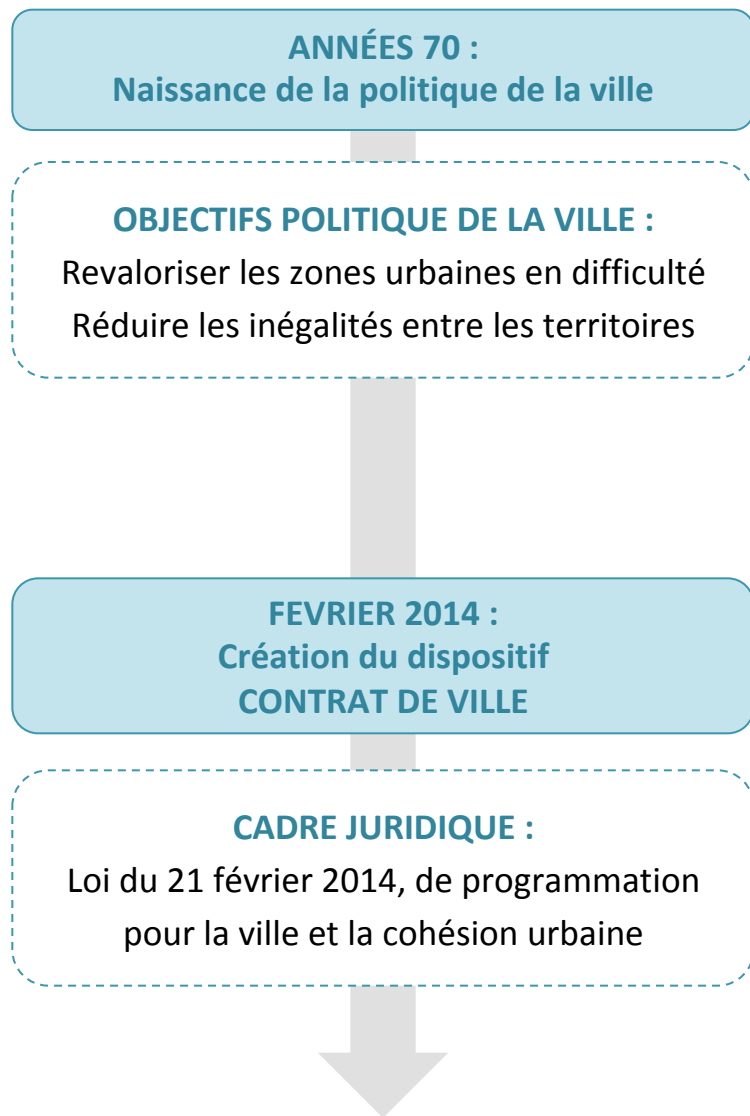 ANNÉES 70 :
Naissance de la politique de la ville
OBJECTIFS POLITIQUE DE LA VILLE :
Revaloriser les zones urbaines en difficulté
Réduire les inégalités entre les territoires
FEVRIER 2014 :
Création du dispositif
CONTRAT DE VILLE
CADRE JURIDIQUE :
Loi du 21 février 2014, de programmation
pour la ville et la cohésion urbaine